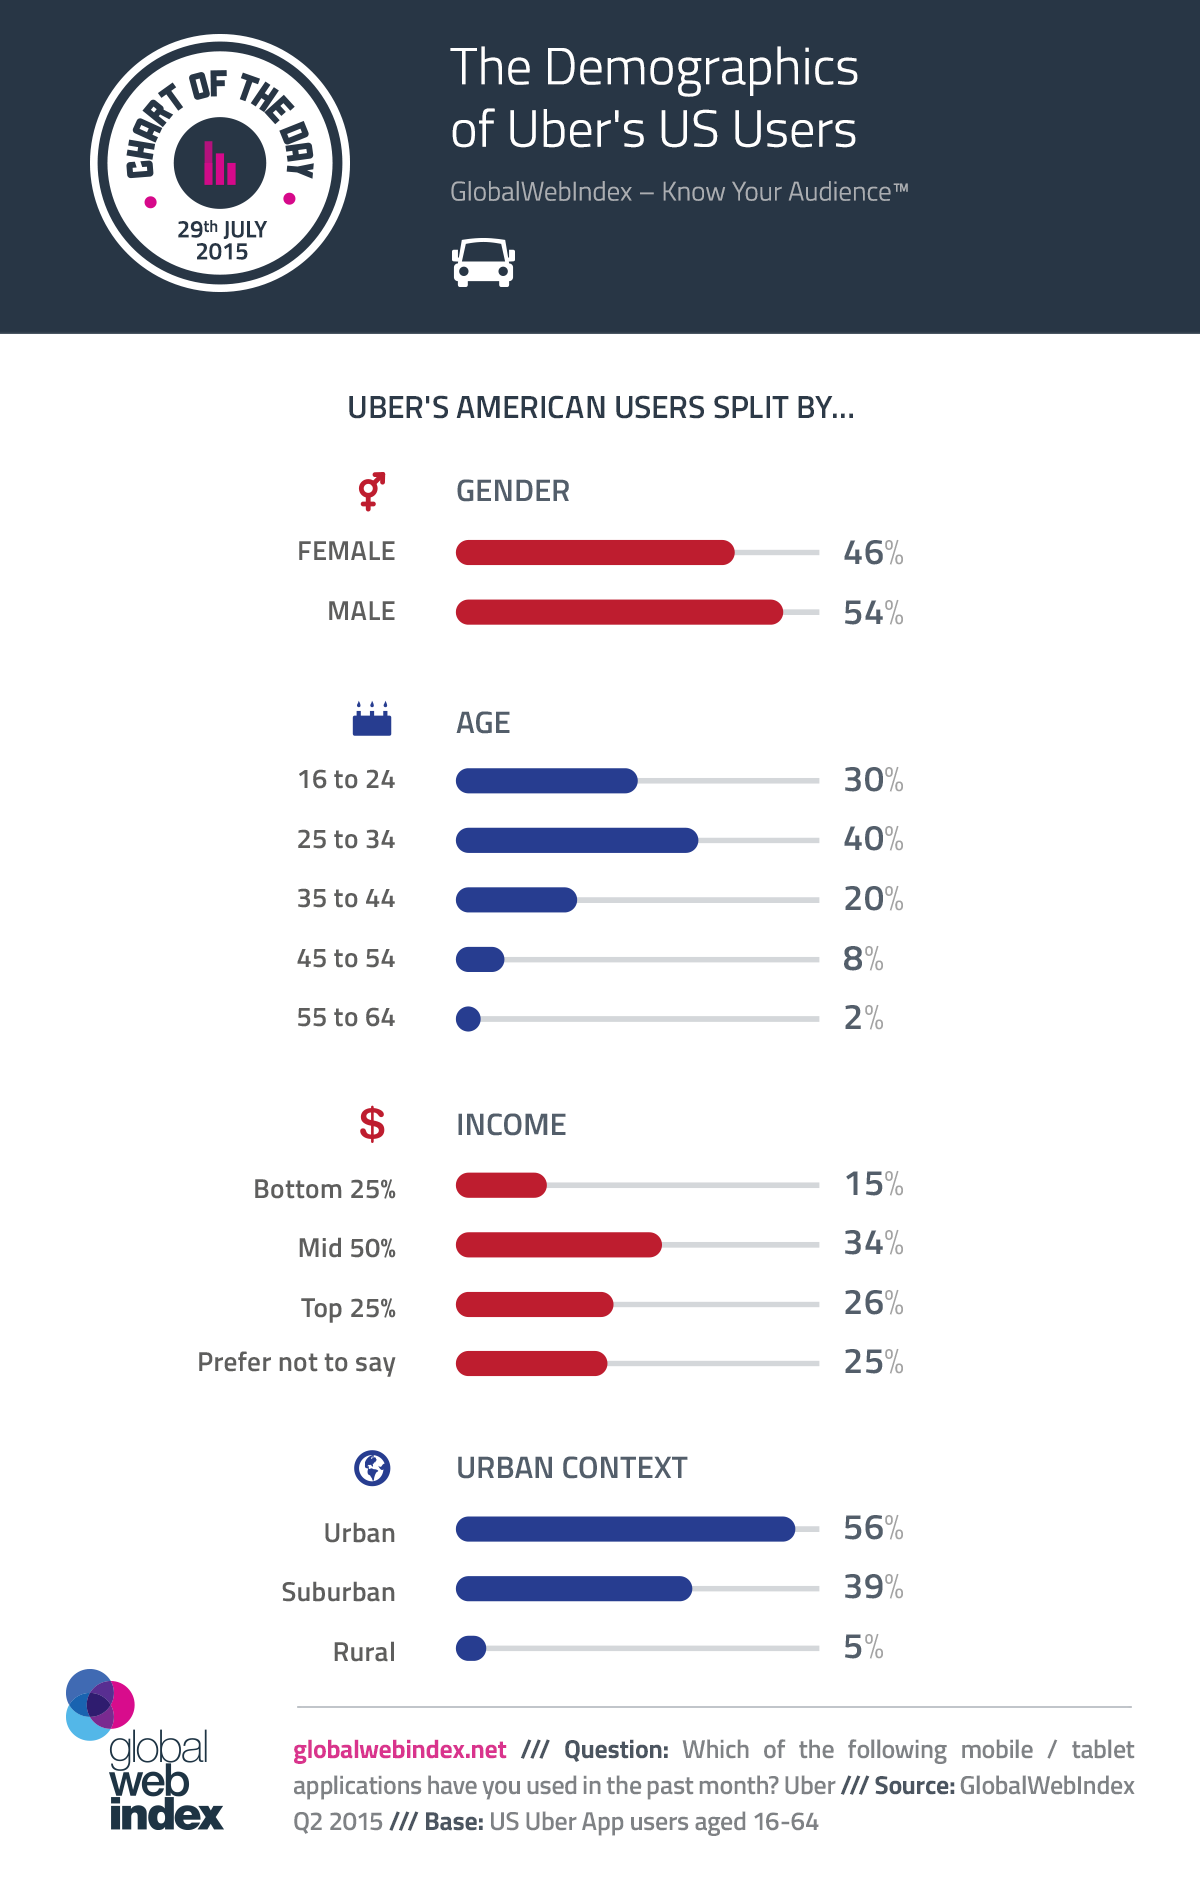 CHART OF THE DAY
29th JULY
2015
The Demographics
of Uber's US Users
GlobalWebIndex – Know Your Audience™
UBER'S AMERICAN USERS SPLIT BY...
GENDER
FEMALE 46%
MALE 54%
AGE
16 to 24 30%
25 to 34 40%
35 to 44 20%
45 to 54 8%
55 to 64 2%
$ INCOME
Bottom 25% 15%
Mid 50% 34%
Top 25% 26%
Prefer not to say 25%
URBAN CONTEXT
Urban 56%
Suburban 39%
Rural 5%
global
web
index
globalwebindex.net /// Question: Which of the following mobile / tablet
applications have you used in the past month? Uber /// Source: GlobalWebIndex
Q2 2015 /// Base: US Uber App users aged 16-64